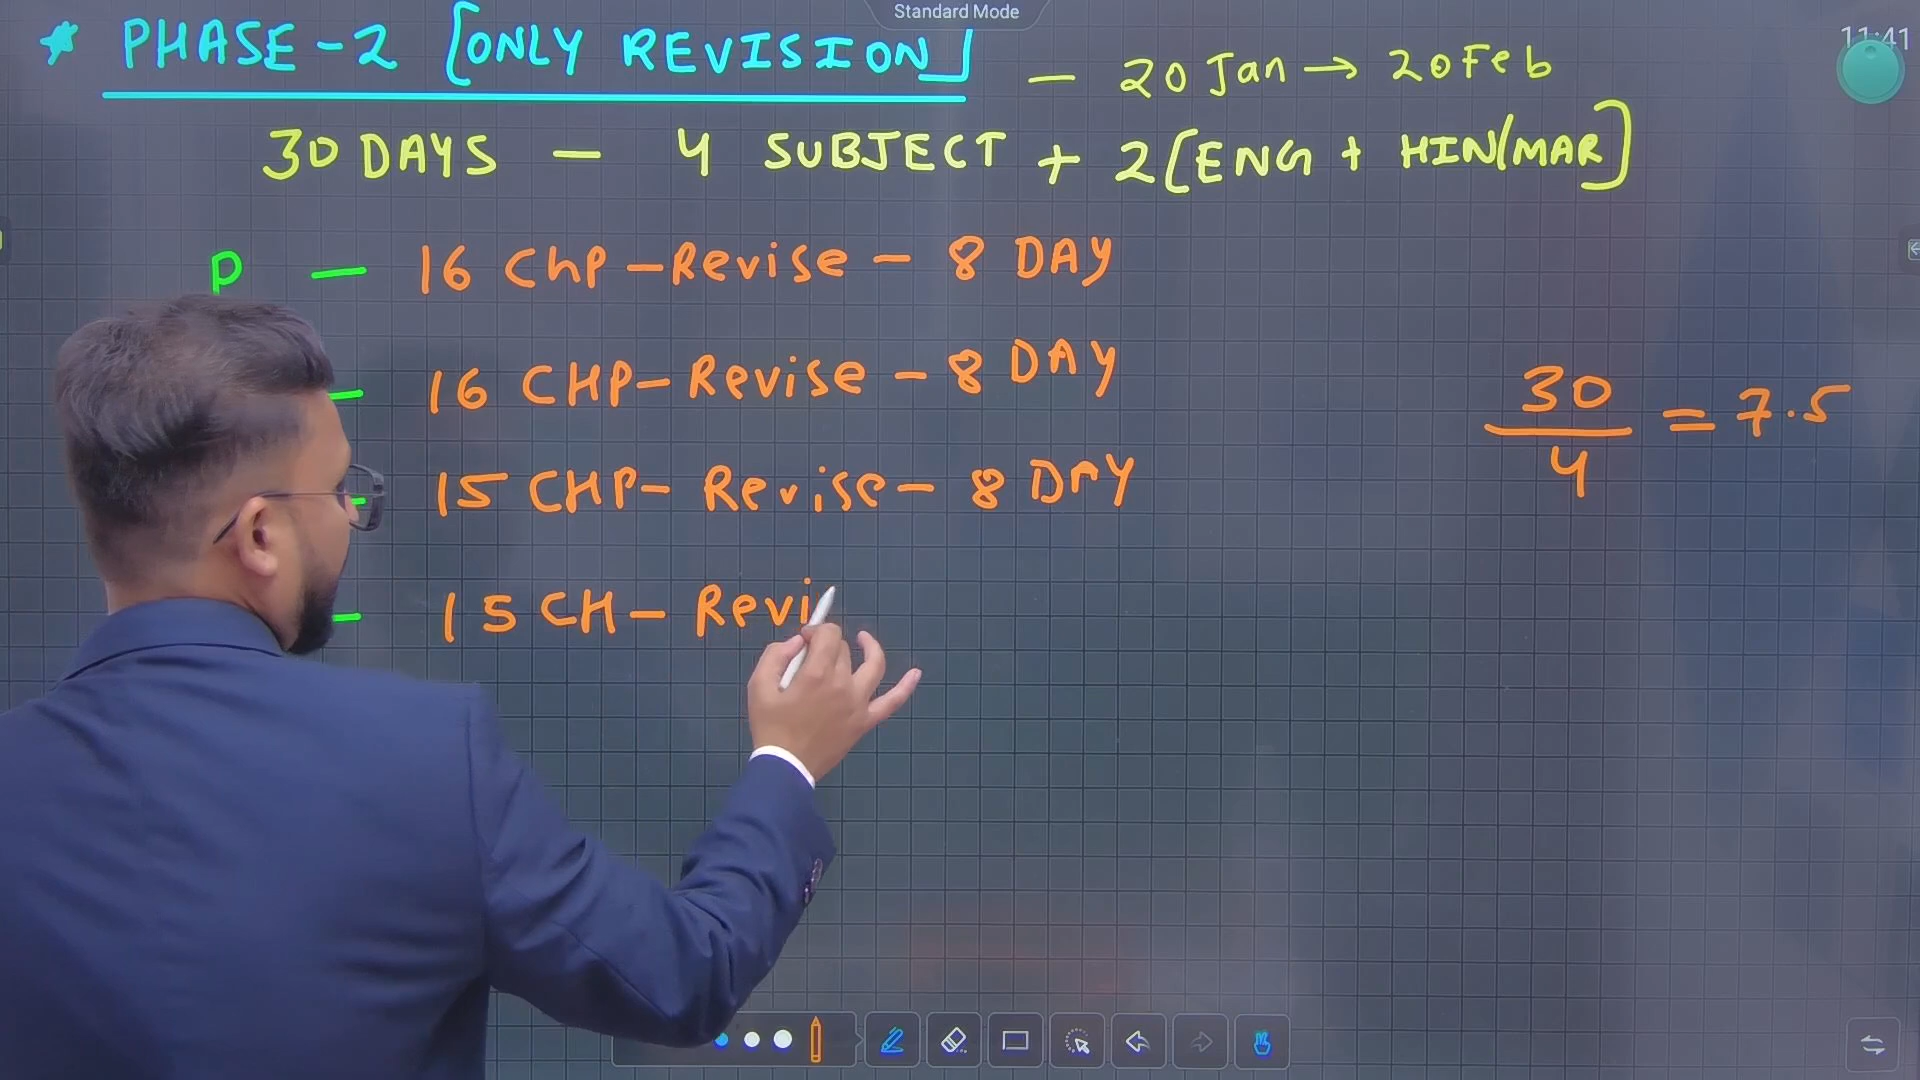 Standard Mode
11:41
* PHASE-2 [ONLY REVISION] — 20 Jan → 20 Feb
30 DAYS — 4 SUBJECT + 2[ENG + HIN/MAR]
P — 16 ChP-Revise - 8 DAY
— 16 CHP-Revise - 8 DAY
— 15 CHP- Revise- 8 DAY
— 15 CH- Revi
30/4 = 7.5